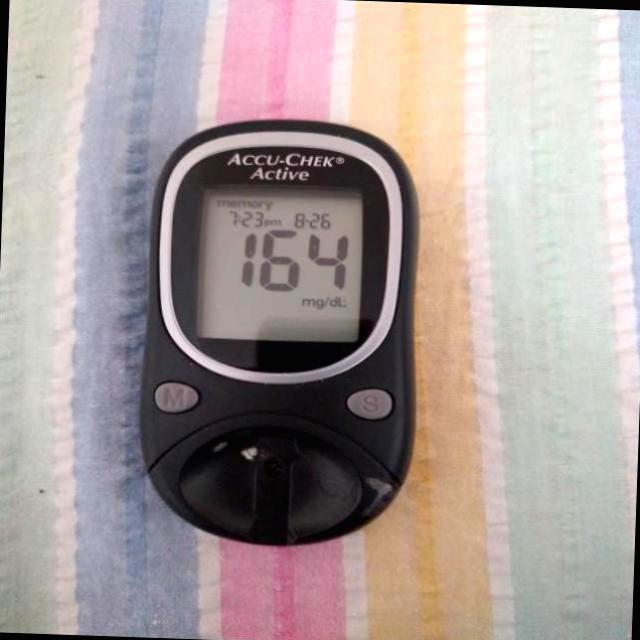 ACCU-CHEK®
Active
memory
7:23pm 8-26
164
mg/dL
M S